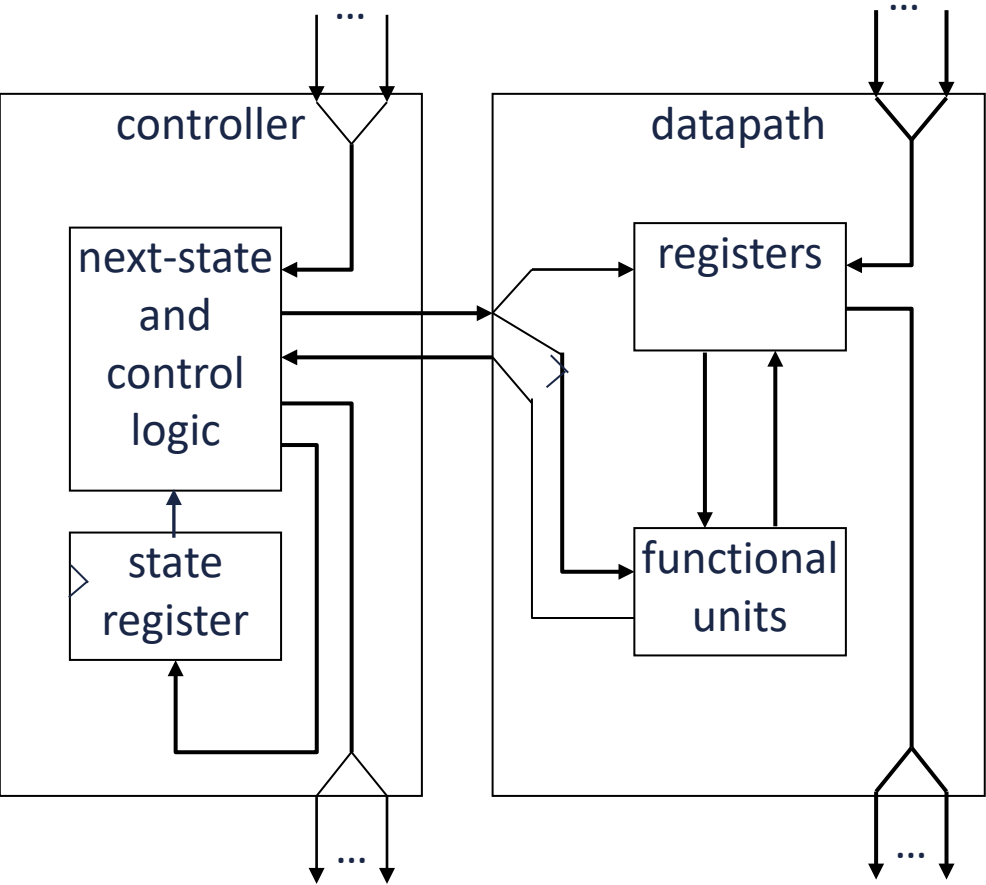 ...
...
controller
datapath
next-state
and
control
logic
registers
state
register
functional
units
...
...